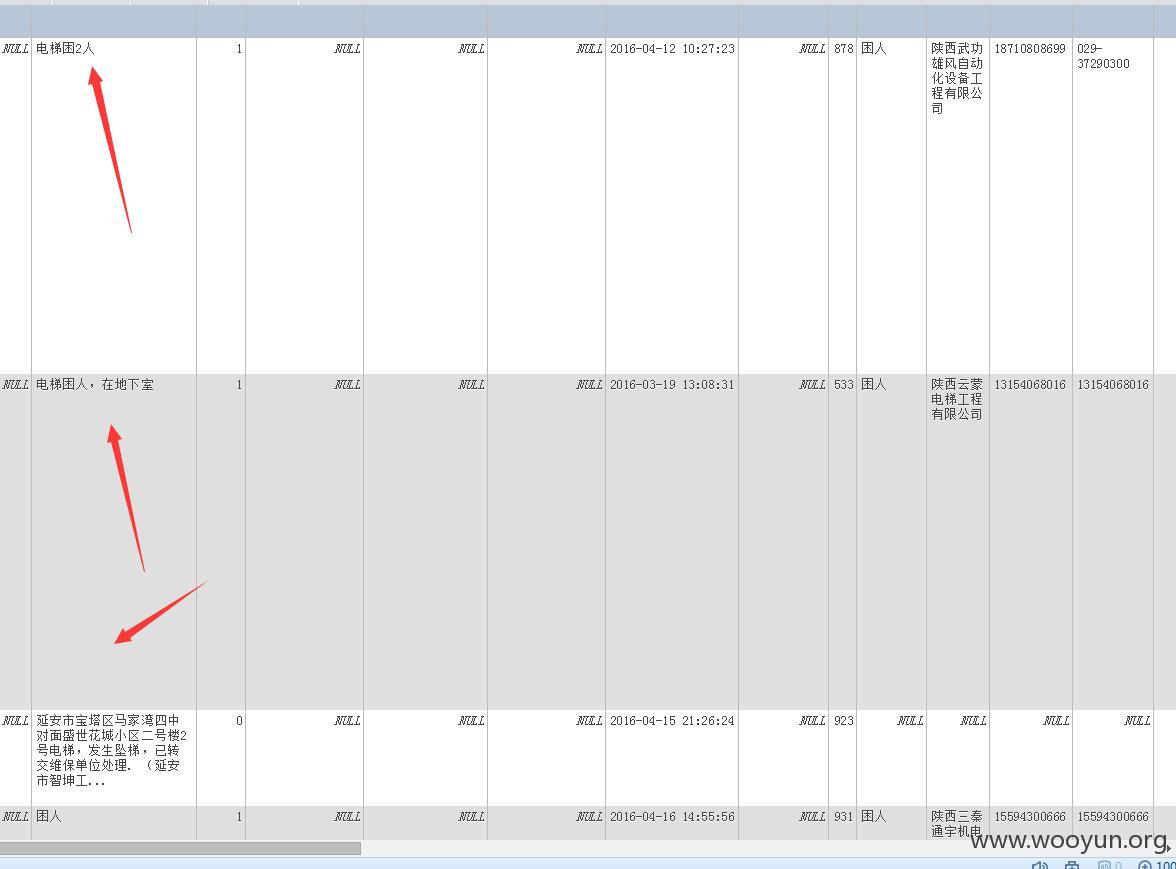 NULL 电梯困2人 1 NULL NULL NULL 2016-04-12 10:27:23 NULL 878 困人 陕西武功 18710808699 029-
雄风自动 37290300
化设备工
程有限公
司
NULL 电梯困人，在地下室 1 NULL NULL NULL 2016-03-19 13:08:31 NULL 533 困人 陕西云蒙 13154068016 13154068016
电梯工程
有限公司
NULL 延安市宝塔区马家湾四中 0 NULL NULL NULL 2016-04-15 21:26:24 NULL 923 NULL NULL NULL NULL
对面盛世花城小区二号楼2
号电梯，发生坠梯，已转
交维保单位处理. （延安
市智坤工...
NULL 困人 1 NULL NULL NULL 2016-04-16 14:55:56 NULL 931 困人 陕西三秦 15594300666 15594300666
通宇机电
www.wooyun.org
0 100